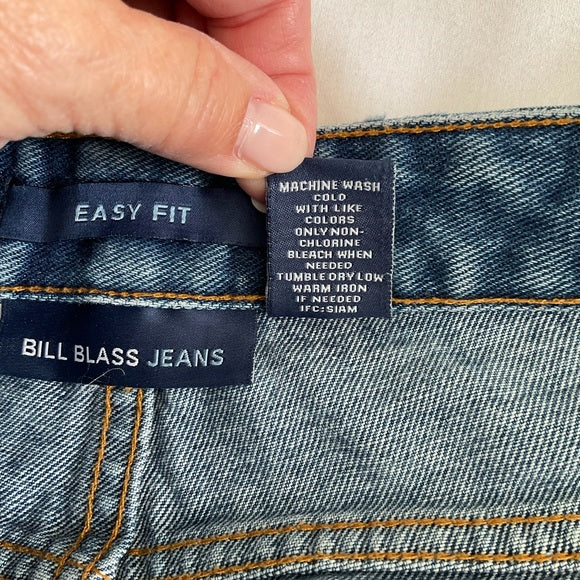 EASY FIT
MACHINE WASH
COLD
WITH LIKE
COLORS
ONLY NON-
CHLORINE
BLEACH WHEN
NEEDED
TUMBLE DRY LOW
WARM IRON
IF NEEDED
IFC:SIAM
BILL BLASS JEANS